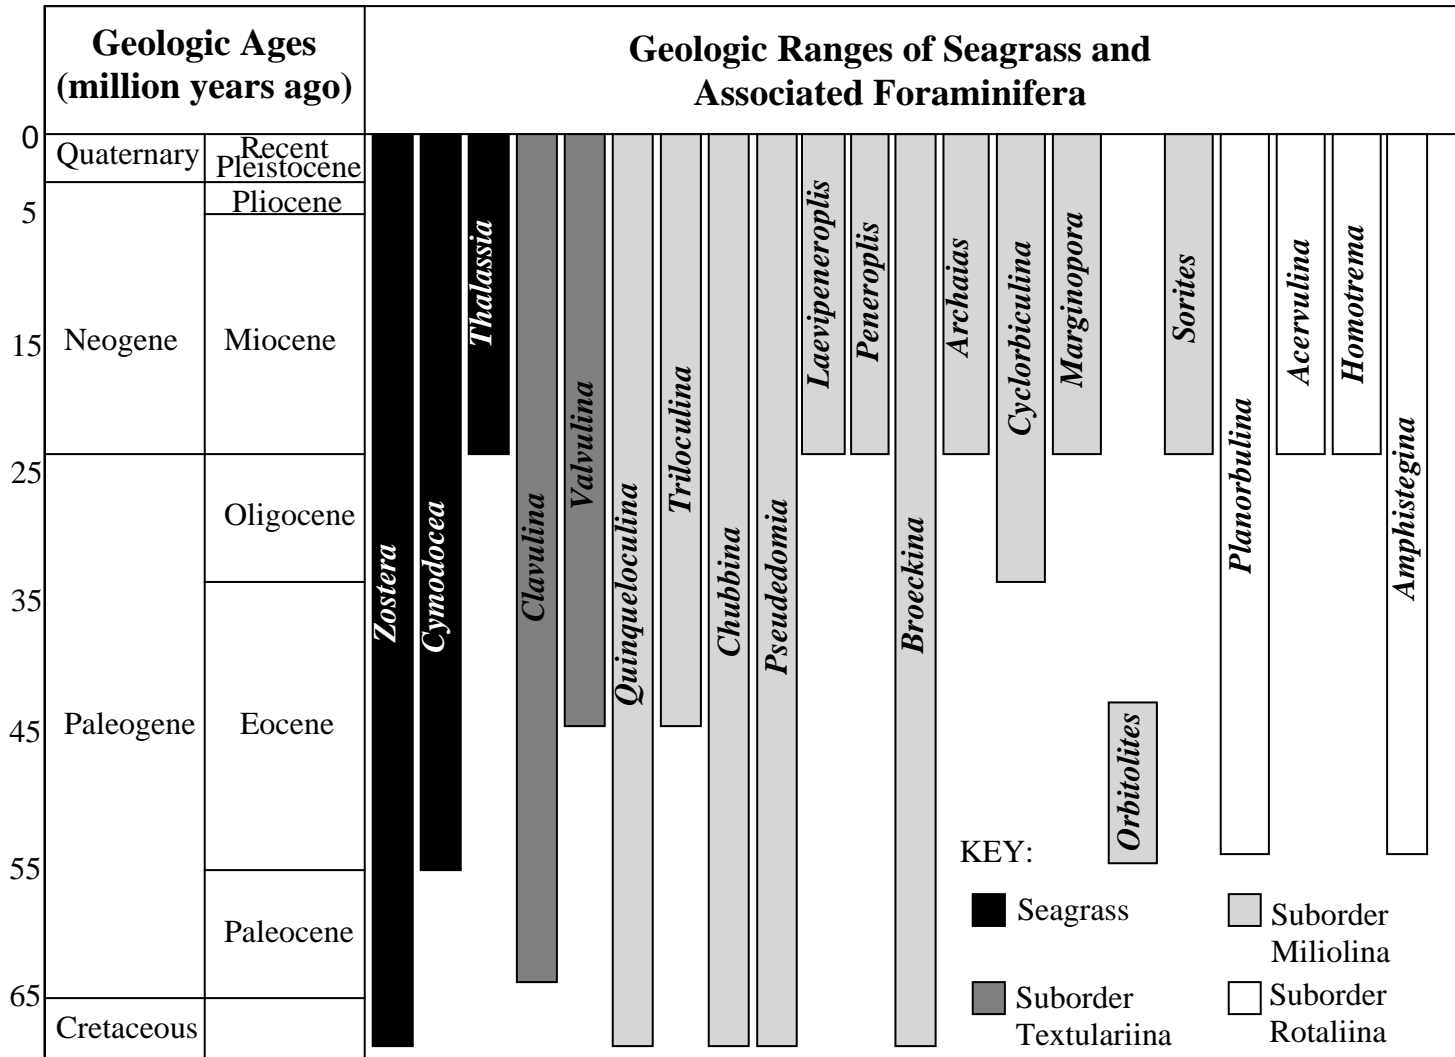 Geologic Ages
(million years ago)
Geologic Ranges of Seagrass and
Associated Foraminifera
0
5
15
25
35
45
55
65
Quaternary
Neogene
Paleogene
Cretaceous
Recent
Pleistocene
Pliocene
Miocene
Oligocene
Eocene
Paleocene
Zostera
Cymodocea
Thalassia
Clavulina
Valvulina
Quinqueloculina
Triloculina
Chubbina
Pseudedomia
Laevipeneroplis
Peneroplis
Broeckina
Archaias
Cyclorbiculina
Marginopora
Orbitolites
Sorites
Planorbulina
Acervulina
Homotrema
Amphistegina
KEY:
Seagrass
Suborder
Textulariina
Suborder
Miliolina
Suborder
Rotaliina